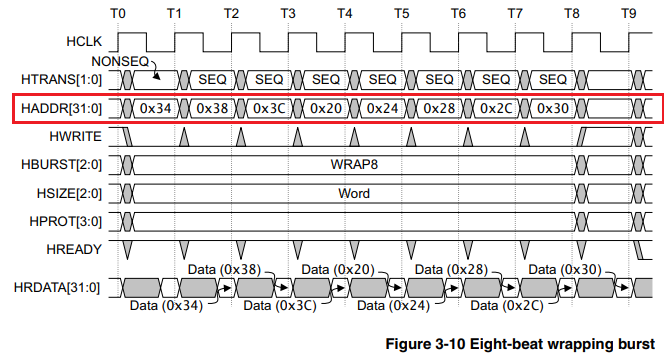 T0 T1 T2 T3 T4 T5 T6 T7 T8 T9
HCLK
NONSEQ
HTRANS[1:0] SEQ SEQ SEQ SEQ SEQ SEQ SEQ
HADDR[31:0] 0x34 0x38 0x3C 0x20 0x24 0x28 0x2C 0x30
HWRITE
HBURST[2:0] WRAP8
HSIZE[2:0] Word
HPROT[3:0]
HREADY
Data (0x38) Data (0x20) Data (0x28) Data (0x30)
HRDATA[31:0]
Data (0x34) Data (0x3C) Data (0x24) Data (0x2C)
Figure 3-10 Eight-beat wrapping burst